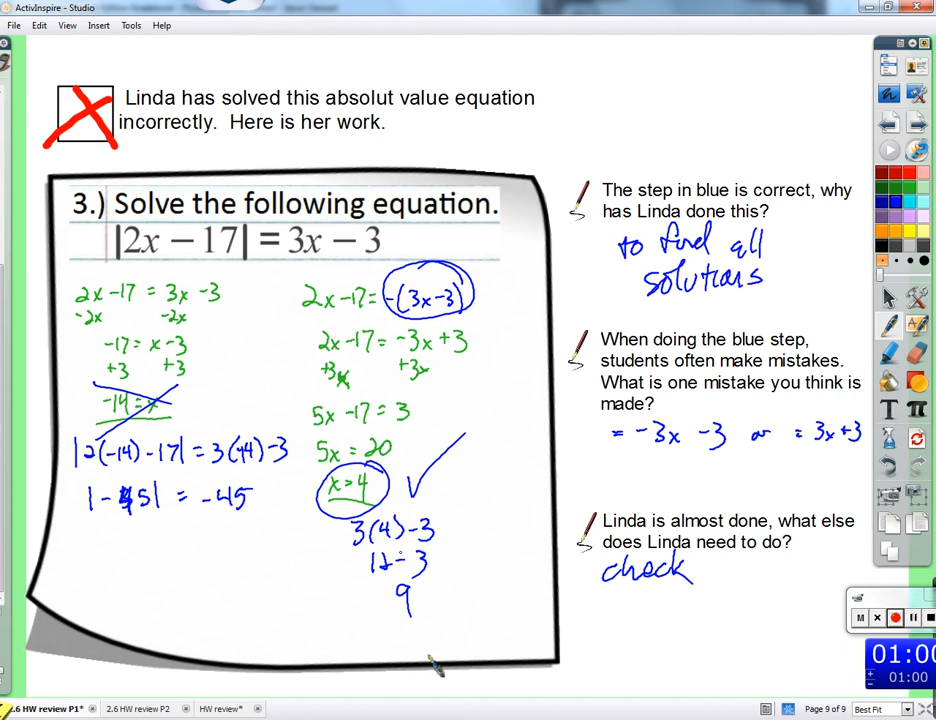 ActivInspire - Studio
File Edit View Insert Tools Help
Linda has solved this absolut value equation
incorrectly. Here is her work.
3.) Solve the following equation.
|2x − 17| = 3x − 3
2x -17 = 3x -3
-2x -2x
-17 = x -3
+3 +3
-14 = x
|2(-14) -17| = 3(-14) -3
|-45| = -45
2x -17 = -(3x -3)
2x -17 = -3x +3
+3x +3x
5x -17 = 3
5x = 20
x = 4
3(4) -3
12 - 3
9
The step in blue is correct, why
has Linda done this?
to find all
solutions
When doing the blue step,
students often make mistakes.
What is one mistake you think is
made?
= -3x -3 or = 3x +3
Linda is almost done, what else
does Linda need to do?
check
M
01:00
01:00
2.6 HW review P1* 2.6 HW review P2 HW review*
Page 9 of 9 Best Fit